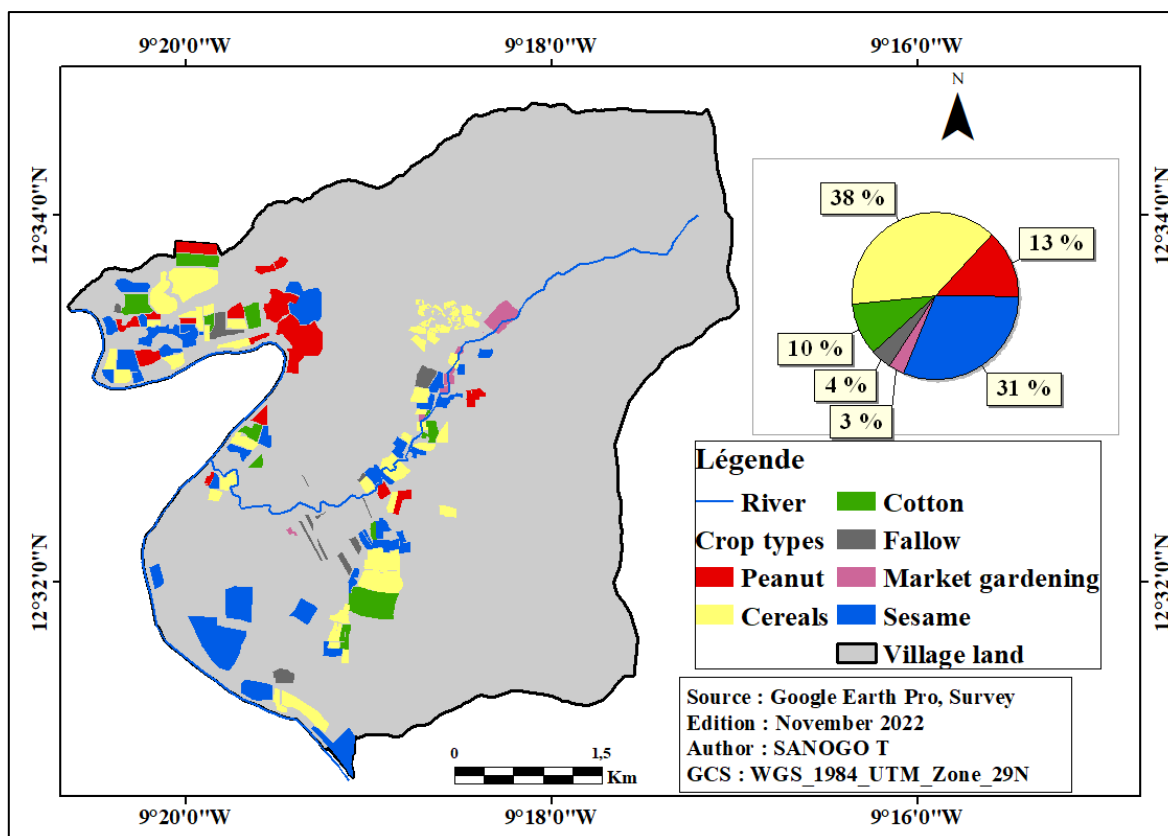 9°20'0"W 9°18'0"W 9°16'0"W
N
12°34'0"N
12°34'0"N
38 %
13 %
10 %
4 %
3 %
31 %
Légende
River
Cotton
Crop types
Fallow
Peanut
Market gardening
Cereals
Sesame
Village land
12°32'0"N
12°32'0"N
Source : Google Earth Pro, Survey
Edition : November 2022
Author : SANOGO T
GCS : WGS_1984_UTM_Zone_29N
0 1,5
Km
9°20'0"W 9°18'0"W 9°16'0"W